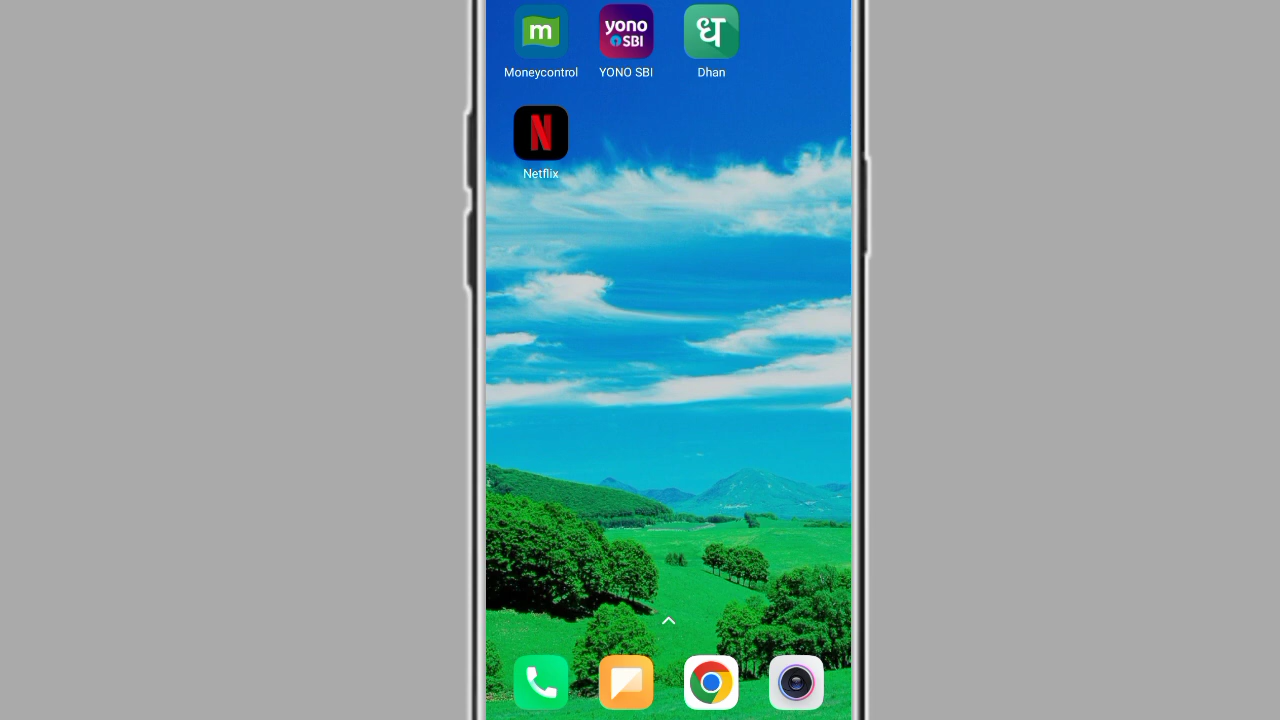 m
yono
SBI
ध
Moneycontrol
YONO SBI
Dhan
N
Netflix